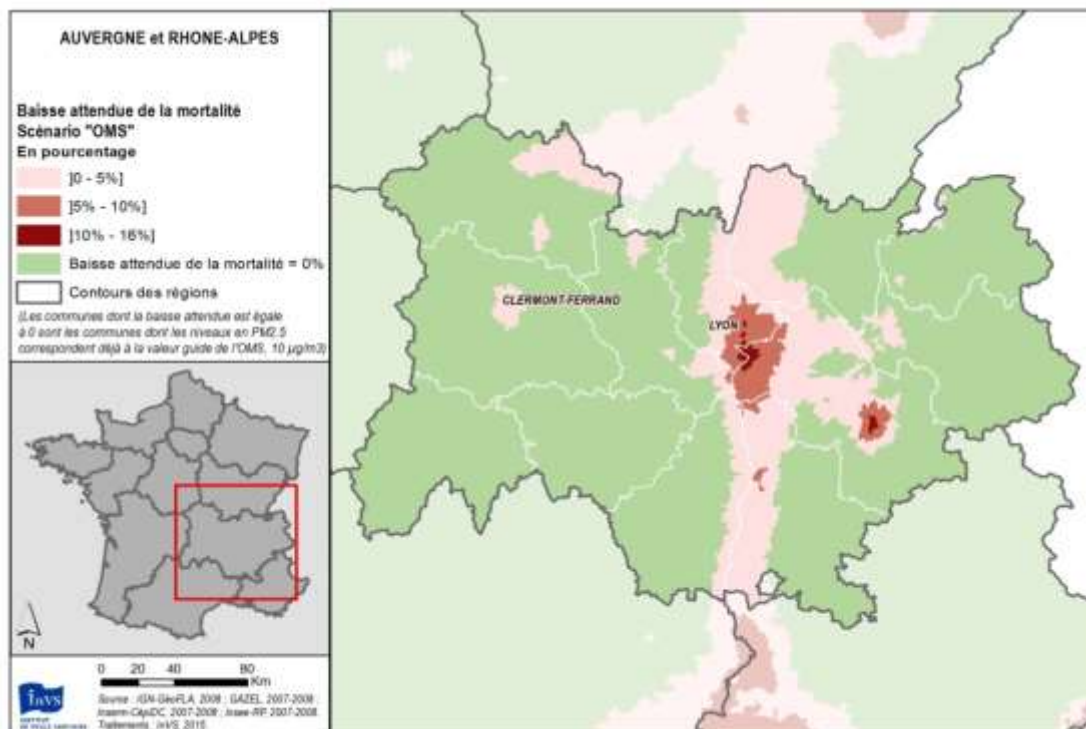 AUVERGNE et RHONE-ALPES
Baisse attendue de la mortalité
Scénario "OMS"
En pourcentage
]0 - 5%]
]5% - 10%]
]10% - 16%]
Baisse attendue de la mortalité = 0%
Contours des régions
(Les communes dont la baisse attendue est égale
à 0 sont les communes dont les niveaux en PM2.5
correspondent déjà à la valeur guide de l'OMS, 10 µg/m3)
CLERMONT-FERRAND
LYON
N
0 20 40 80
Km
InVS
INSTITUT
DE VEILLE SANITAIRE
Source : IGN-GéoFLA, 2008 ; GAZEL, 2007-2008 ;
Inserm-CépiDC, 2007-2008 ; Insee-RP 2007-2008.
Traitements : InVS, 2015.